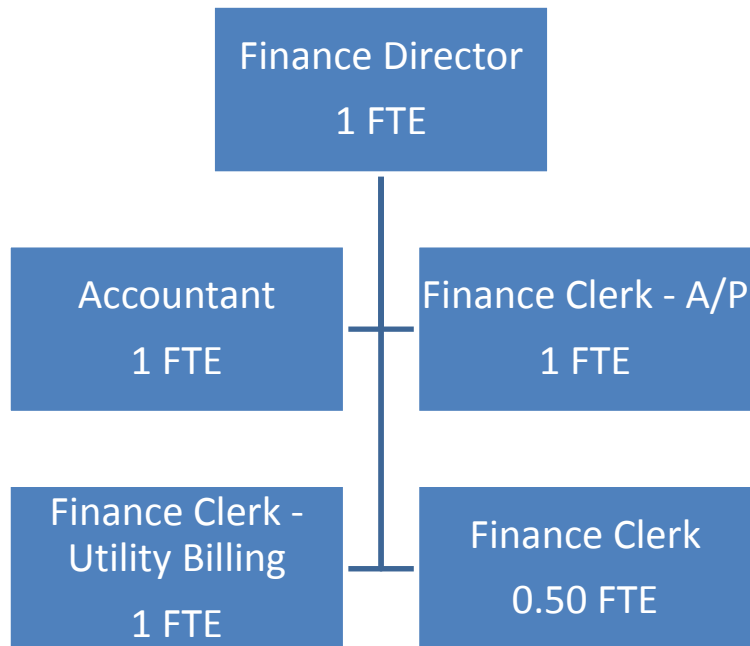 Finance Director
1 FTE
Accountant
1 FTE
Finance Clerk - A/P
1 FTE
Finance Clerk -
Utility Billing
1 FTE
Finance Clerk
0.50 FTE